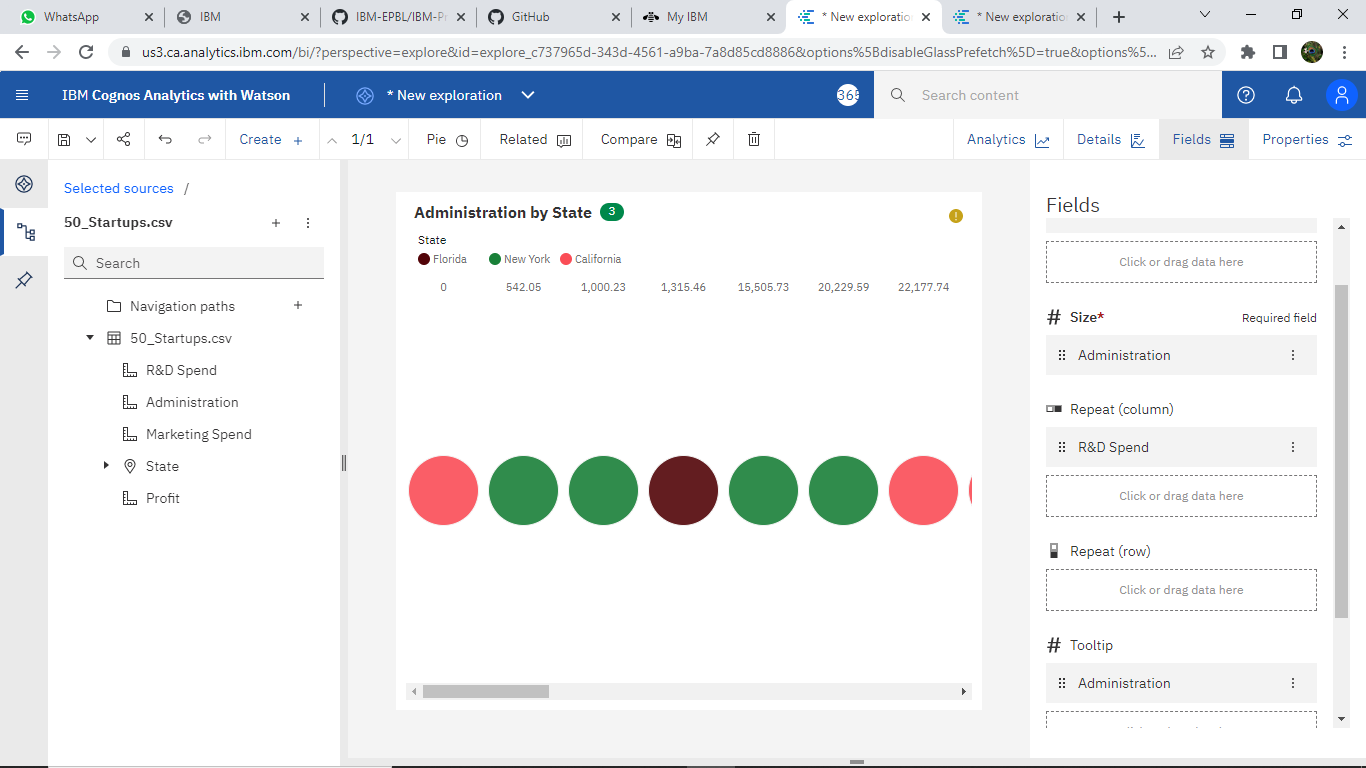 WhatsApp
IBM
IBM-EPBL/IBM-Pr
GitHub
My IBM
* New exploratio
* New exploratio
us3.ca.analytics.ibm.com/bi/?perspective=explore&id=explore_c737965d-343d-4561-a9ba-7a8d85cd8886&options%5BdisableGlassPrefetch%5D=true&options%5...
IBM Cognos Analytics with Watson
* New exploration
365
Search content
Create
1/1
Pie
Related
Compare
Analytics
Details
Fields
Properties
Selected sources /
50_Startups.csv
Search
Navigation paths
50_Startups.csv
R&D Spend
Administration
Marketing Spend
State
Profit
Administration by State 3
State
Florida New York California
0 542.05 1,000.23 1,315.46 15,505.73 20,229.59 22,177.74
Fields
Click or drag data here
# Size* Required field
Administration
Repeat (column)
R&D Spend
Click or drag data here
Repeat (row)
Click or drag data here
# Tooltip
Administration